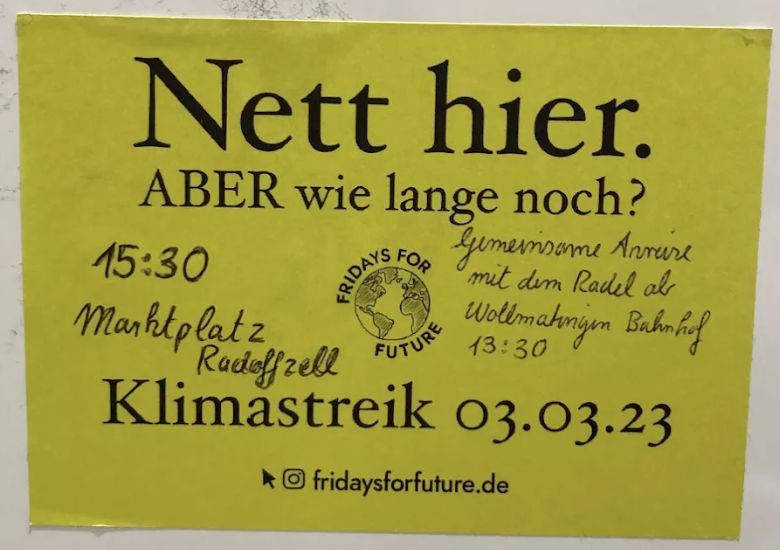 Nett hier.
ABER wie lange noch?
15:30
Marktplatz
Radolfzell
FRIDAYS FOR
FUTURE
Gemeinsame Anreise
mit dem Radel ab
Wollmatingen Bahnhof
13:30
Klimastreik 03.03.23
fridaysforfuture.de